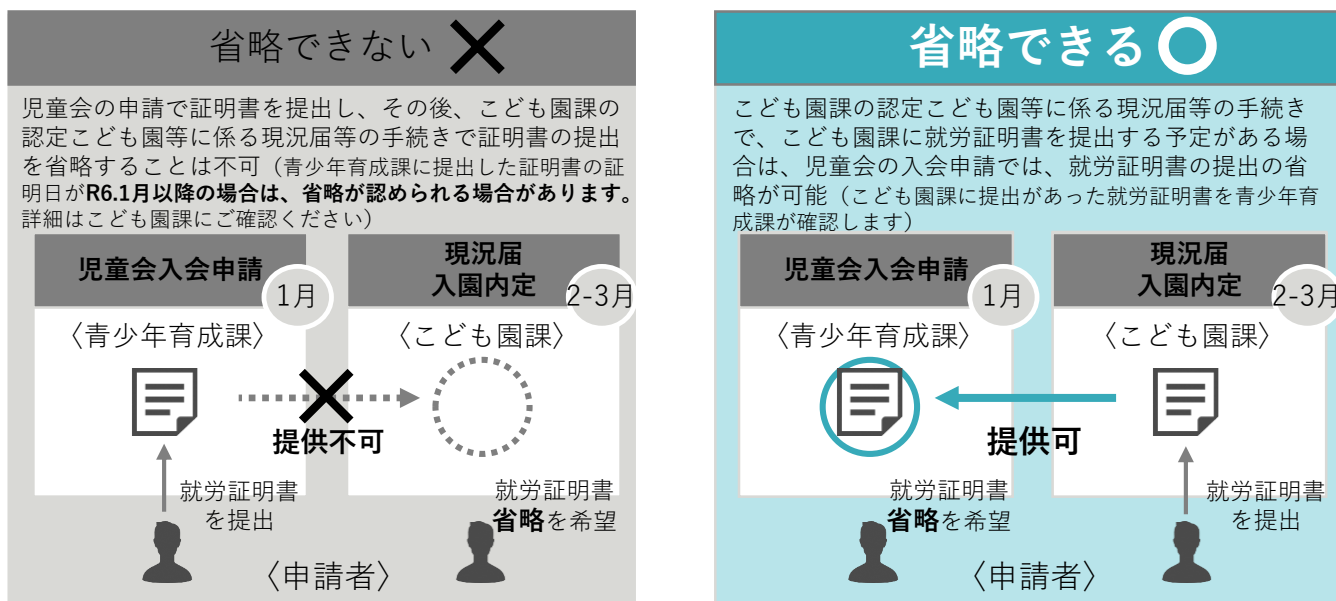 省略できない
児童会の申請で証明書を提出し、その後、こども園課の
認定こども園等に係る現況届等の手続きで証明書の提出
を省略することは不可（青少年育成課に提出した証明書の証
明日がR6.1月以降の場合は、省略が認められる場合があります。
詳細はこども園課にご確認ください）
児童会入会申請
1月
現況届
入園内定
2-3月
〈青少年育成課〉
〈こども園課〉
提供不可
就労証明書
を提出
就労証明書
省略を希望
〈申請者〉
省略できる
こども園課の認定こども園等に係る現況届等の手続き
で、こども園課に就労証明書を提出する予定がある場
合は、児童会の入会申請では、就労証明書の提出の省
略が可能（こども園課に提出があった就労証明書を青少年育
成課が確認します）
児童会入会申請
1月
現況届
入園内定
2-3月
〈青少年育成課〉
〈こども園課〉
提供可
就労証明書
省略を希望
就労証明書
を提出
〈申請者〉